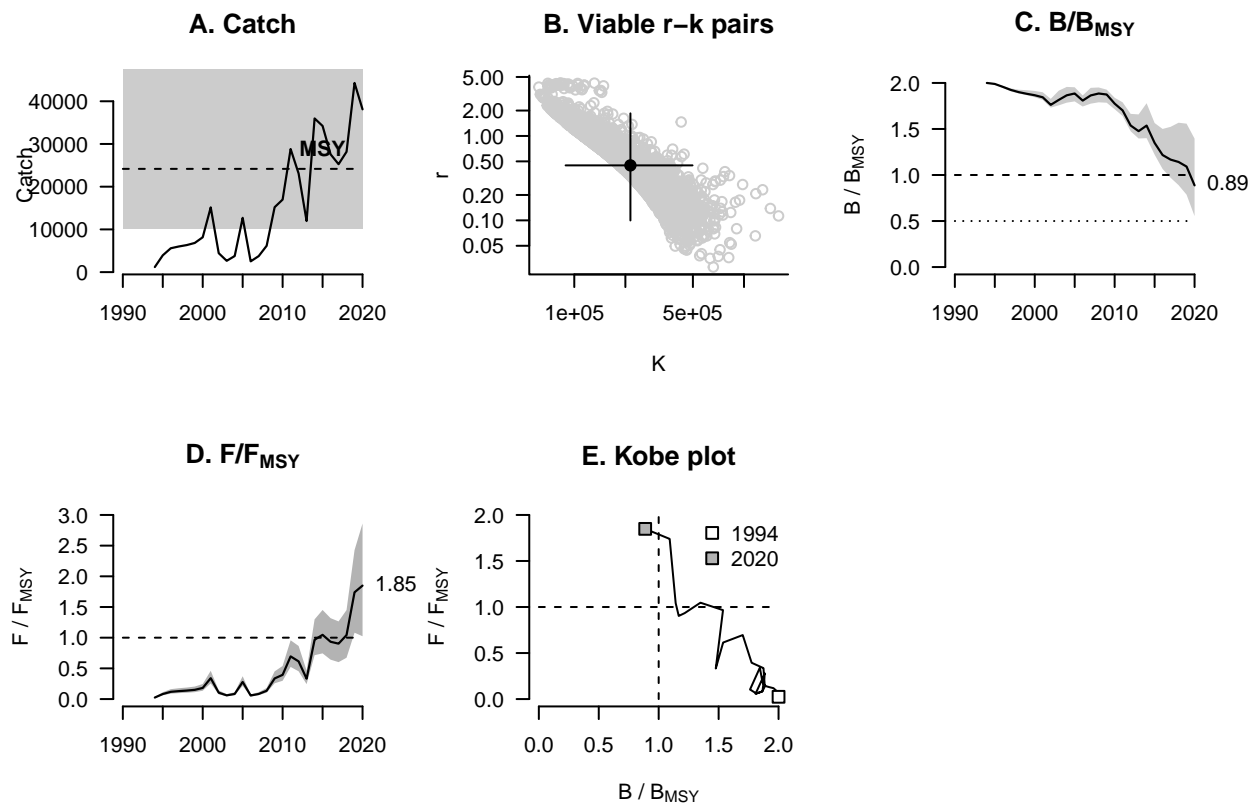 A. Catch
Catch
40000
30000
20000
10000
0
MSY
1990 2000 2010 2020
B. Viable r−k pairs
r
5.00
2.00
1.00
0.50
0.20
0.10
0.05
1e+05 5e+05
K
C. B/BMSY
B / BMSY
2.0
1.5
1.0
0.5
0.0
0.89
1990 2000 2010 2020
D. F/FMSY
F / FMSY
3.0
2.5
2.0
1.5
1.0
0.5
0.0
1.85
1990 2000 2010 2020
E. Kobe plot
F / FMSY
2.0
1.5
1.0
0.5
0.0
1994
2020
0.0 0.5 1.0 1.5 2.0
B / BMSY